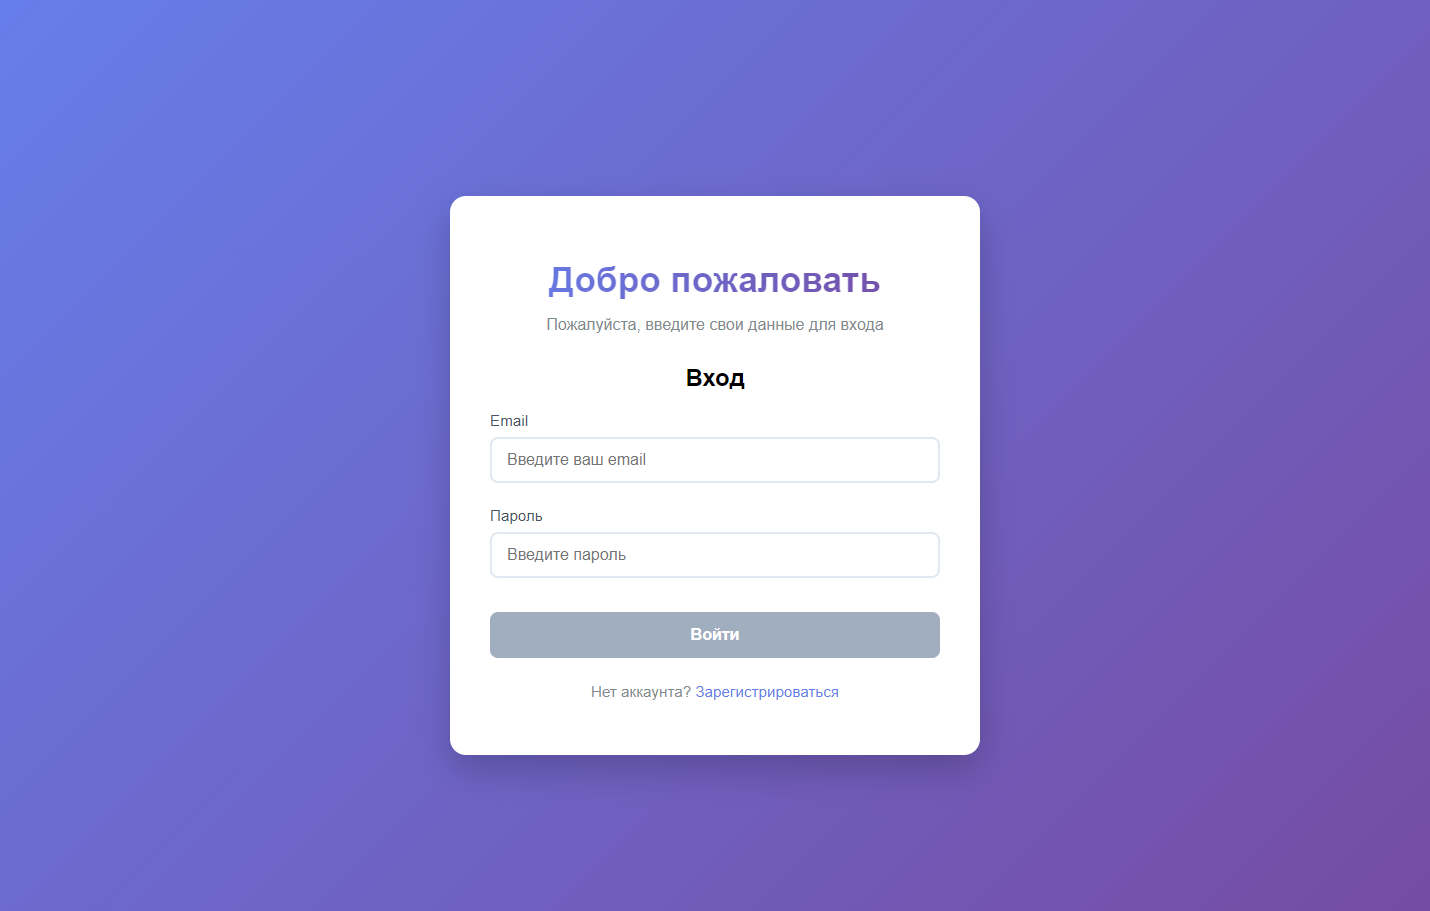 Добро пожаловать
Пожалуйста, введите свои данные для входа
Вход
Email
Введите ваш email
Пароль
Введите пароль
Войти
Нет аккаунта? Зарегистрироваться